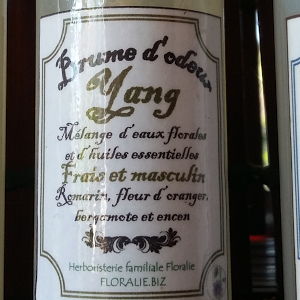 Brume d'odeur
Yang
Mélange d'eaux florales
et d'huiles essentielles
Frais et masculin
Romarin, fleur d'oranger,
bergamote et encen
Herboristerie familiale Floralie
FLORALIE.BIZ